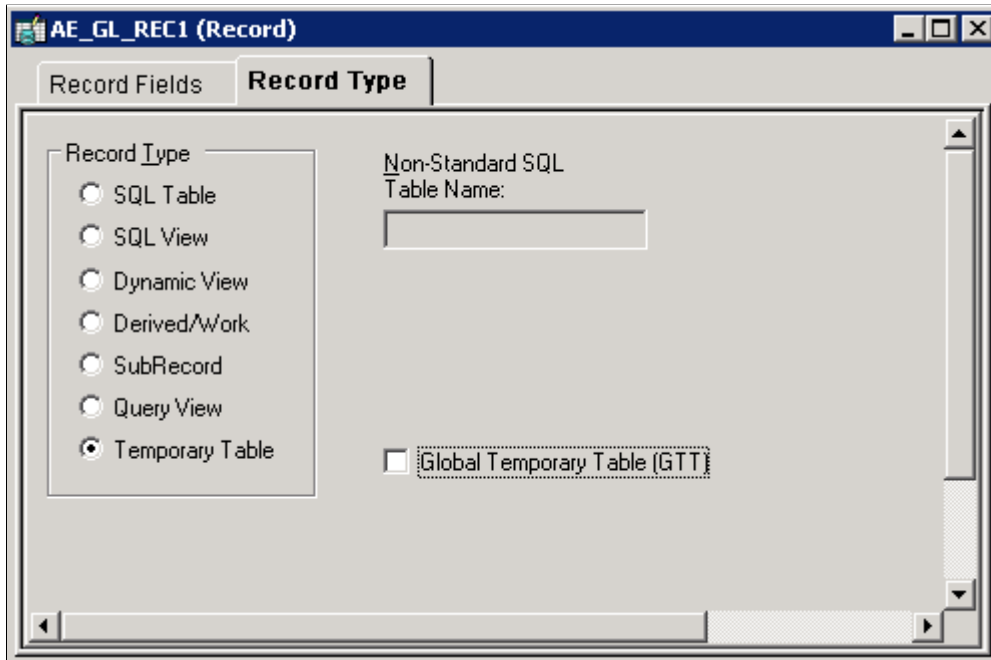 AE_GL_REC1 (Record)
Record Fields
Record Type
Record Type
SQL Table
SQL View
Dynamic View
Derived/Work
SubRecord
Query View
Temporary Table
Non-Standard SQL
Table Name:
Global Temporary Table (GTT)